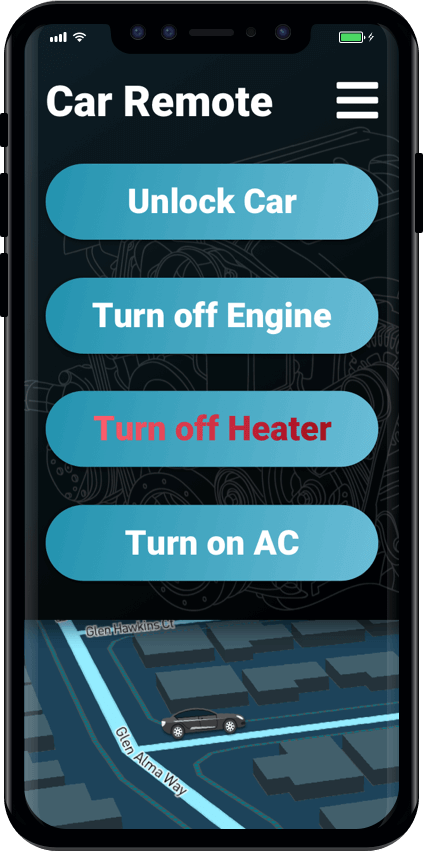 Car Remote
Unlock Car
Turn off Engine
Turn off Heater
Turn on AC
Glen Hawkins Ct
Glen Alma Way